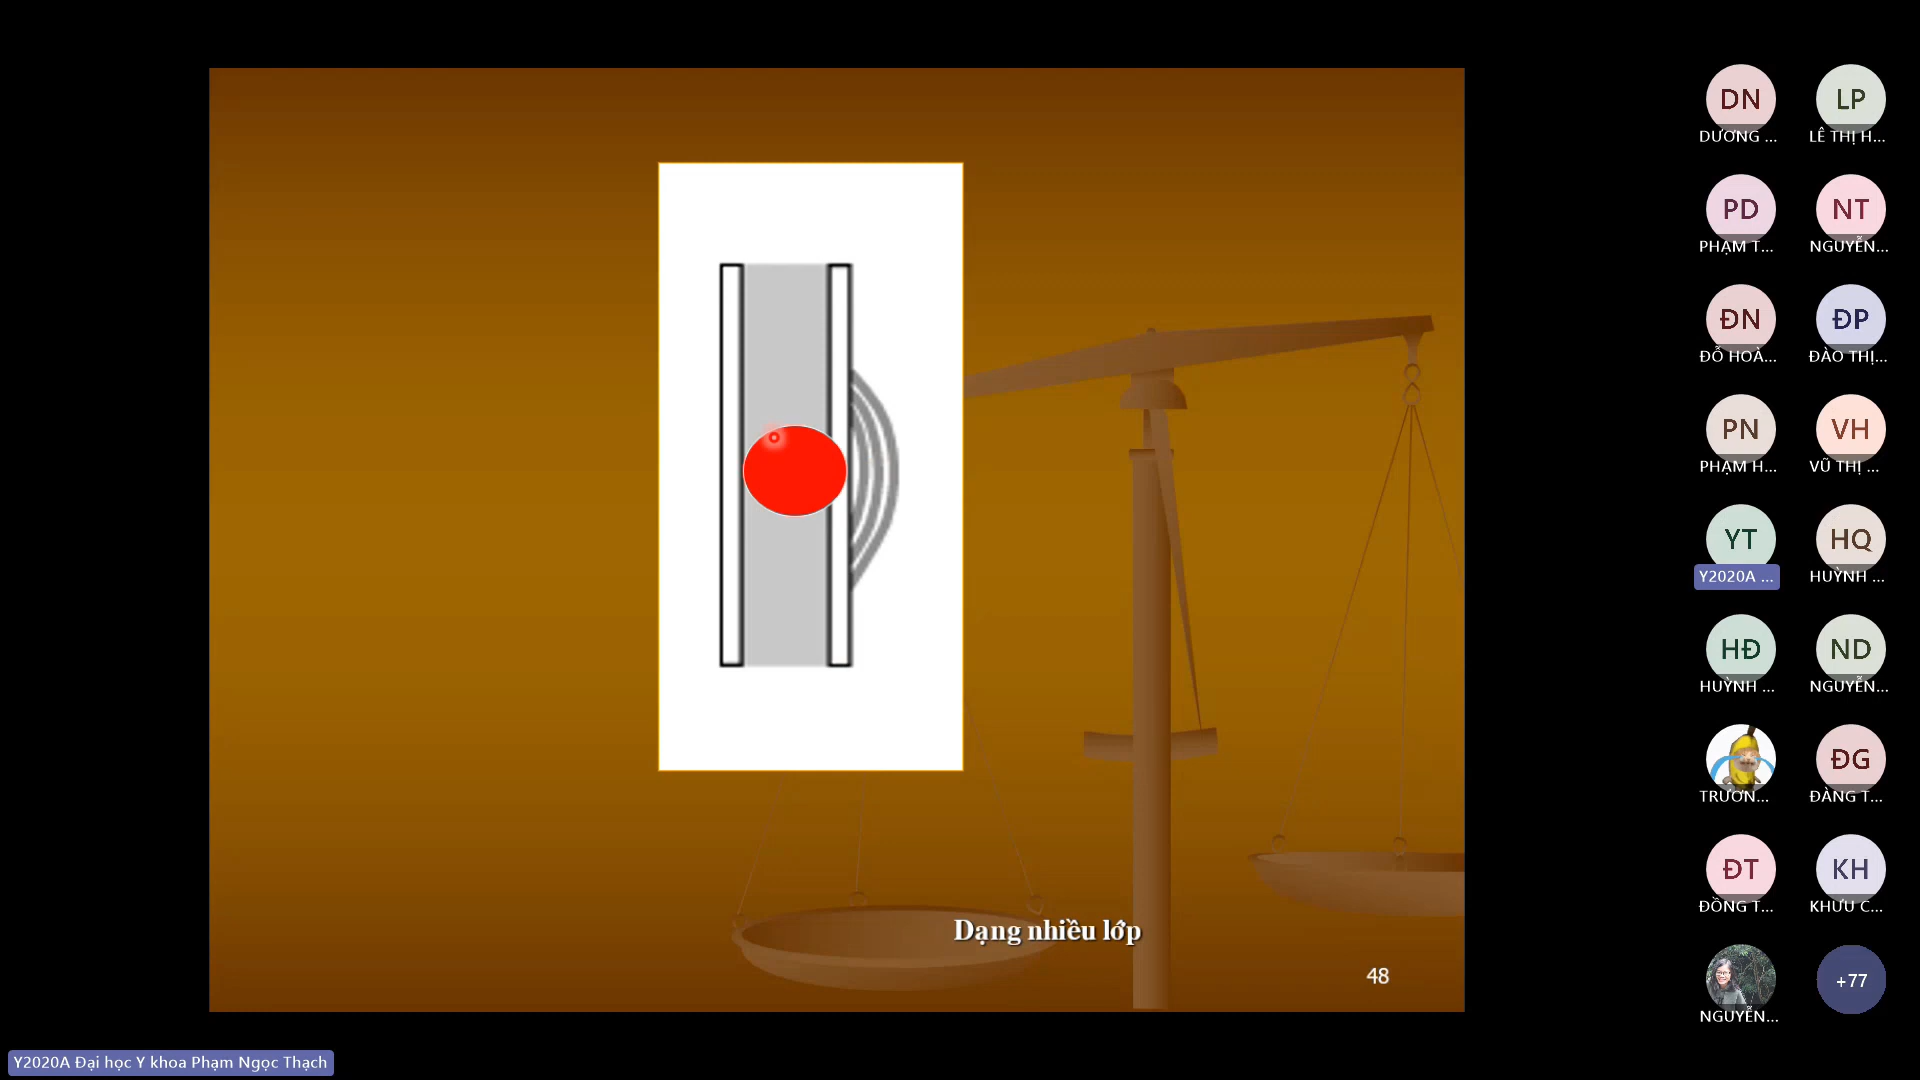 Dạng nhiều lớp
48
DN
DƯƠNG ...
LP
LÊ THỊ H...
PD
PHẠM T...
NT
NGUYỄN...
ĐN
ĐỖ HOÀ...
ĐP
ĐÀO THỊ...
PN
PHẠM H...
VH
VŨ THỊ ...
YT
Y2020A ...
HQ
HUỲNH ...
HĐ
HUỲNH ...
ND
NGUYỄN...
TRƯƠN...
ĐG
ĐÀNG T...
ĐT
ĐỒNG T...
KH
KHƯU C...
NGUYỄN...
+77
Y2020A Đại học Y khoa Phạm Ngọc Thạch